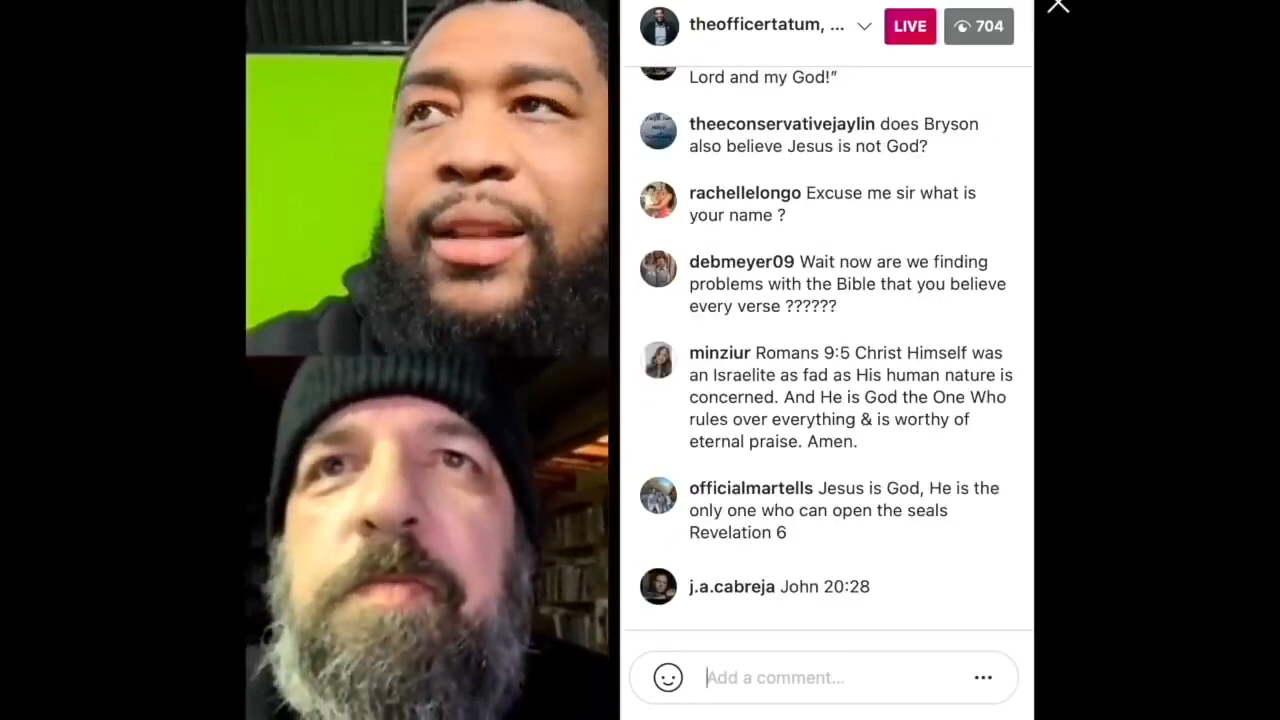 theofficertatum, ...
LIVE
704
Lord and my God!”
theeconservativejaylin does Bryson
also believe Jesus is not God?
rachellelongo Excuse me sir what is
your name ?
debmeyer09 Wait now are we finding
problems with the Bible that you believe
every verse ??????
minziur Romans 9:5 Christ Himself was
an Israelite as fad as His human nature is
concerned. And He is God the One Who
rules over everything & is worthy of
eternal praise. Amen.
officialmartells Jesus is God, He is the
only one who can open the seals
Revelation 6
j.a.cabreja John 20:28
Add a comment...